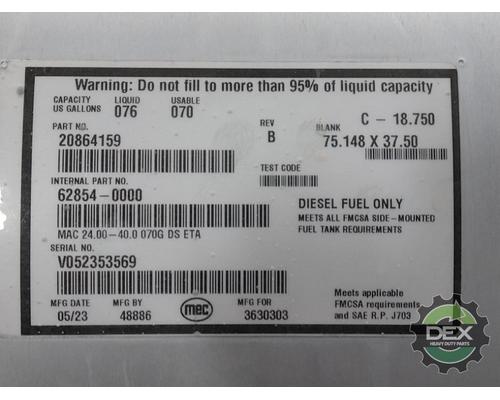 Warning: Do not fill to more than 95% of liquid capacity
CAPACITY LIQUID USABLE
US GALLONS 076 070
C - 18.750
PART NO. REV BLANK
20864159 B 75.148 X 37.50
TEST CODE
INTERNAL PART NO.
62854-0000
DIESEL FUEL ONLY
MEETS ALL FMCSA SIDE-MOUNTED
FUEL TANK REQUIREMENTS
MAC 24.00-40.0 070G DS ETA
SERIAL NO.
V052353569
MFG DATE MFG BY mec MFG FOR
05/23 48886 3630303
Meets applicable
FMCSA requirements
and SAE R.P. J703
DEX
HEAVY DUTY PARTS